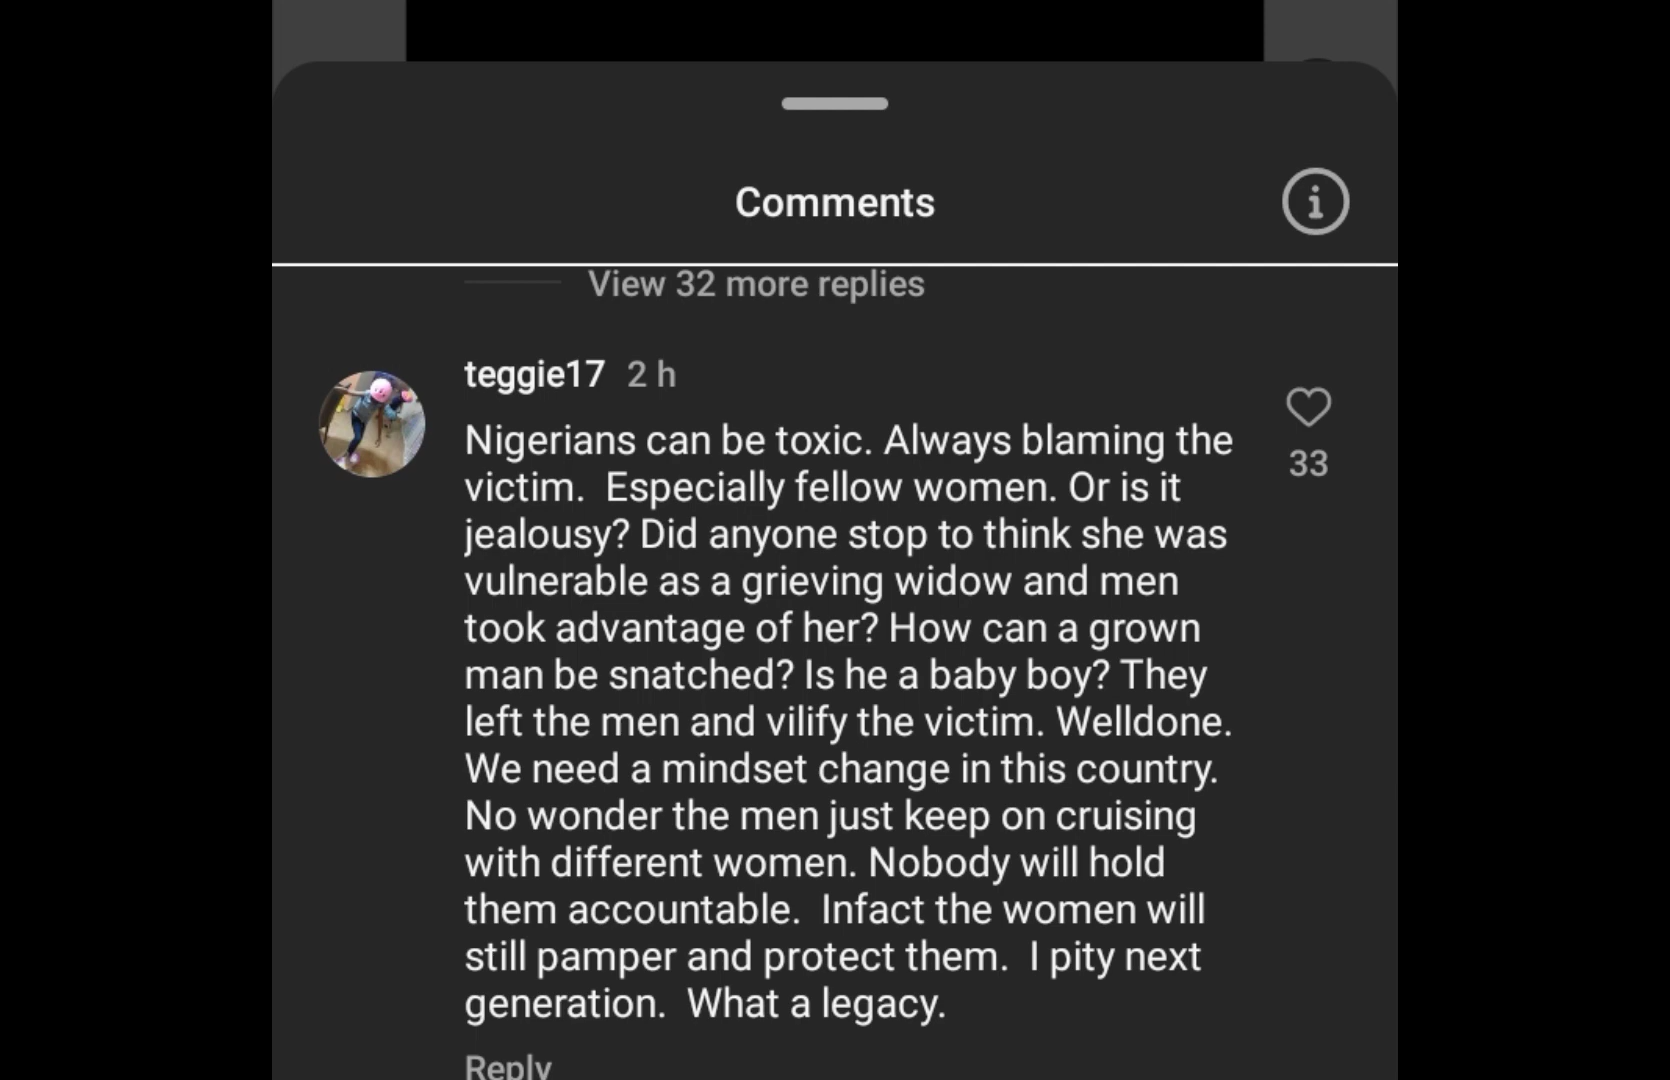 Comments
View 32 more replies
teggie17 2 h
Nigerians can be toxic. Always blaming the
victim.  Especially fellow women. Or is it
jealousy? Did anyone stop to think she was
vulnerable as a grieving widow and men
took advantage of her? How can a grown
man be snatched? Is he a baby boy? They
left the men and vilify the victim. Welldone.
We need a mindset change in this country.
No wonder the men just keep on cruising
with different women. Nobody will hold
them accountable.  Infact the women will
still pamper and protect them.  I pity next
generation.  What a legacy.
33
Reply